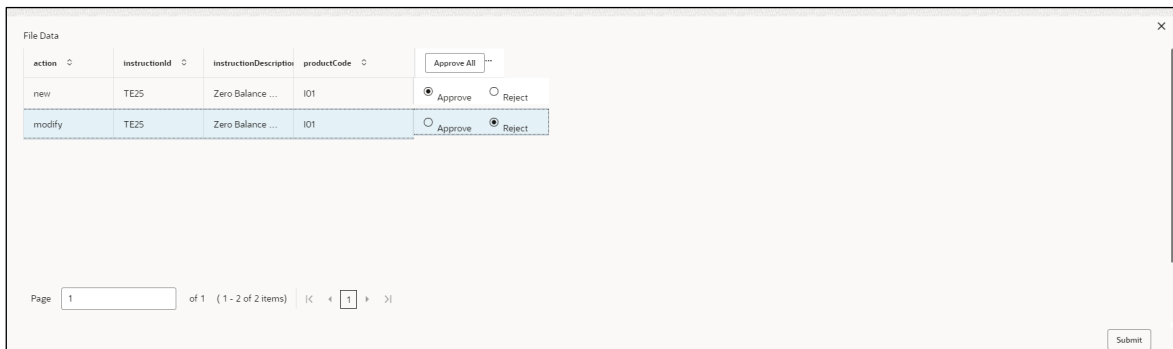 File Data
action instructionId instructionDescription productCode Approve All ...
new TE25 Zero Balance ... I01 Approve Reject
modify TE25 Zero Balance ... I01 Approve Reject
Page 1 of 1 ( 1 - 2 of 2 items) 1
Submit